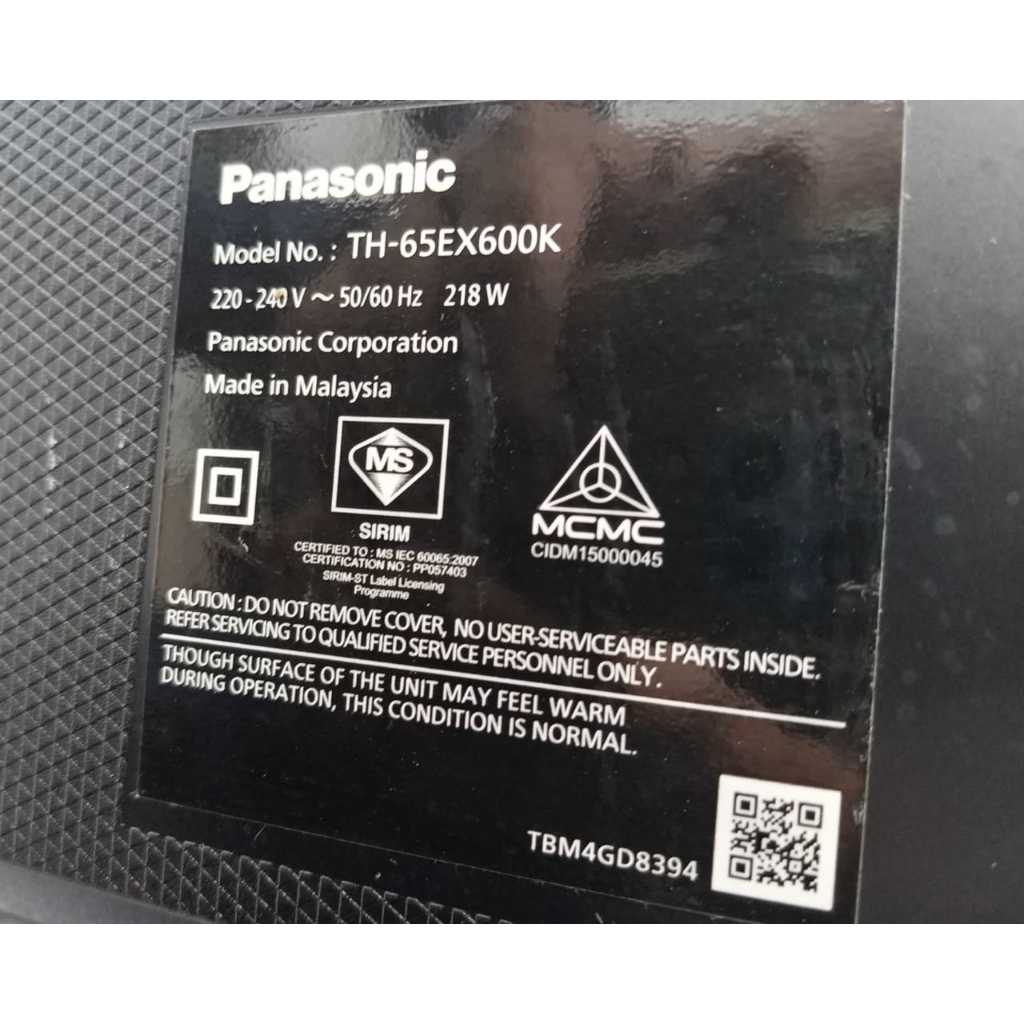 Panasonic
Model No. : TH-65EX600K
220 - 240 V ~ 50/60 Hz 218 W
Panasonic Corporation
Made in Malaysia
MS
SIRIM
CERTIFIED TO : MS IEC 60065:2007
CERTIFICATION NO : PP057403
SIRIM-ST Label Licensing
Programme
MCMC
CIDM15000045
CAUTION : DO NOT REMOVE COVER, NO USER-SERVICEABLE PARTS INSIDE.
REFER SERVICING TO QUALIFIED SERVICE PERSONNEL ONLY.
THOUGH SURFACE OF THE UNIT MAY FEEL WARM
DURING OPERATION, THIS CONDITION IS NORMAL.
TBM4GD8394